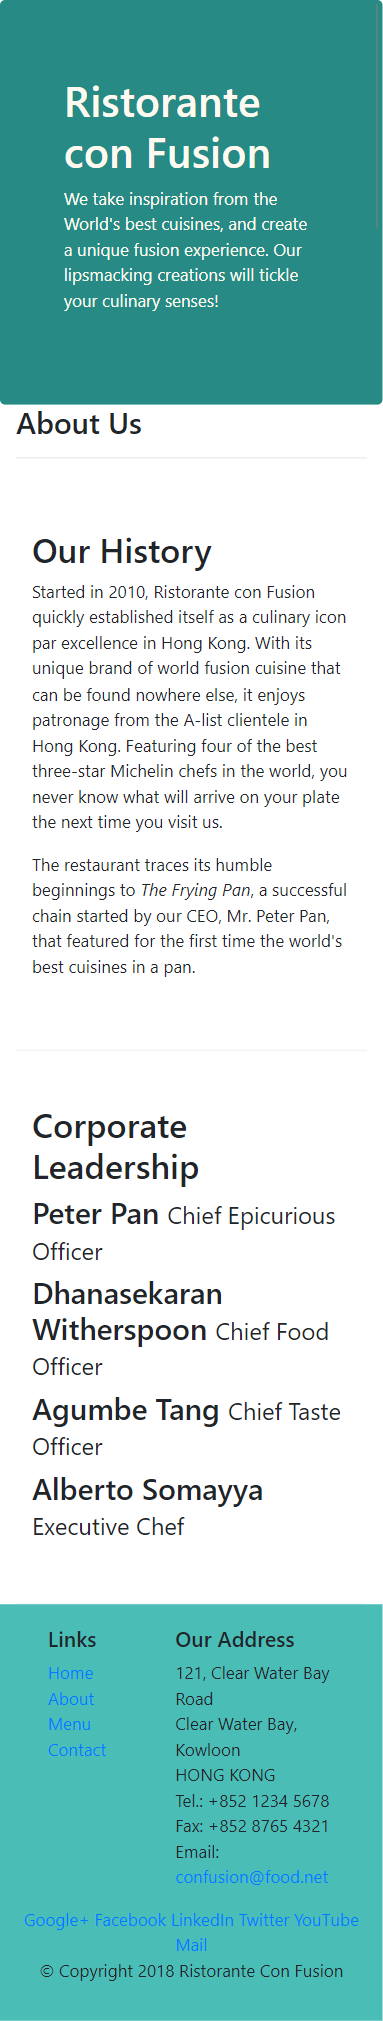 Ristorante
con Fusion
We take inspiration from the
World's best cuisines, and create
a unique fusion experience. Our
lipsmacking creations will tickle
your culinary senses!
About Us
Our History
Started in 2010, Ristorante con Fusion
quickly established itself as a culinary icon
par excellence in Hong Kong. With its
unique brand of world fusion cuisine that
can be found nowhere else, it enjoys
patronage from the A-list clientele in
Hong Kong. Featuring four of the best
three-star Michelin chefs in the world, you
never know what will arrive on your plate
the next time you visit us.
The restaurant traces its humble
beginnings to The Frying Pan, a successful
chain started by our CEO, Mr. Peter Pan,
that featured for the first time the world's
best cuisines in a pan.
Corporate
Leadership
Peter Pan Chief Epicurious
Officer
Dhanasekaran
Witherspoon Chief Food
Officer
Agumbe Tang Chief Taste
Officer
Alberto Somayya
Executive Chef
Links
Home
About
Menu
Contact
Our Address
121, Clear Water Bay
Road
Clear Water Bay,
Kowloon
HONG KONG
Tel.: +852 1234 5678
Fax: +852 8765 4321
Email:
confusion@food.net
Google+ Facebook LinkedIn Twitter YouTube
Mail
© Copyright 2018 Ristorante Con Fusion